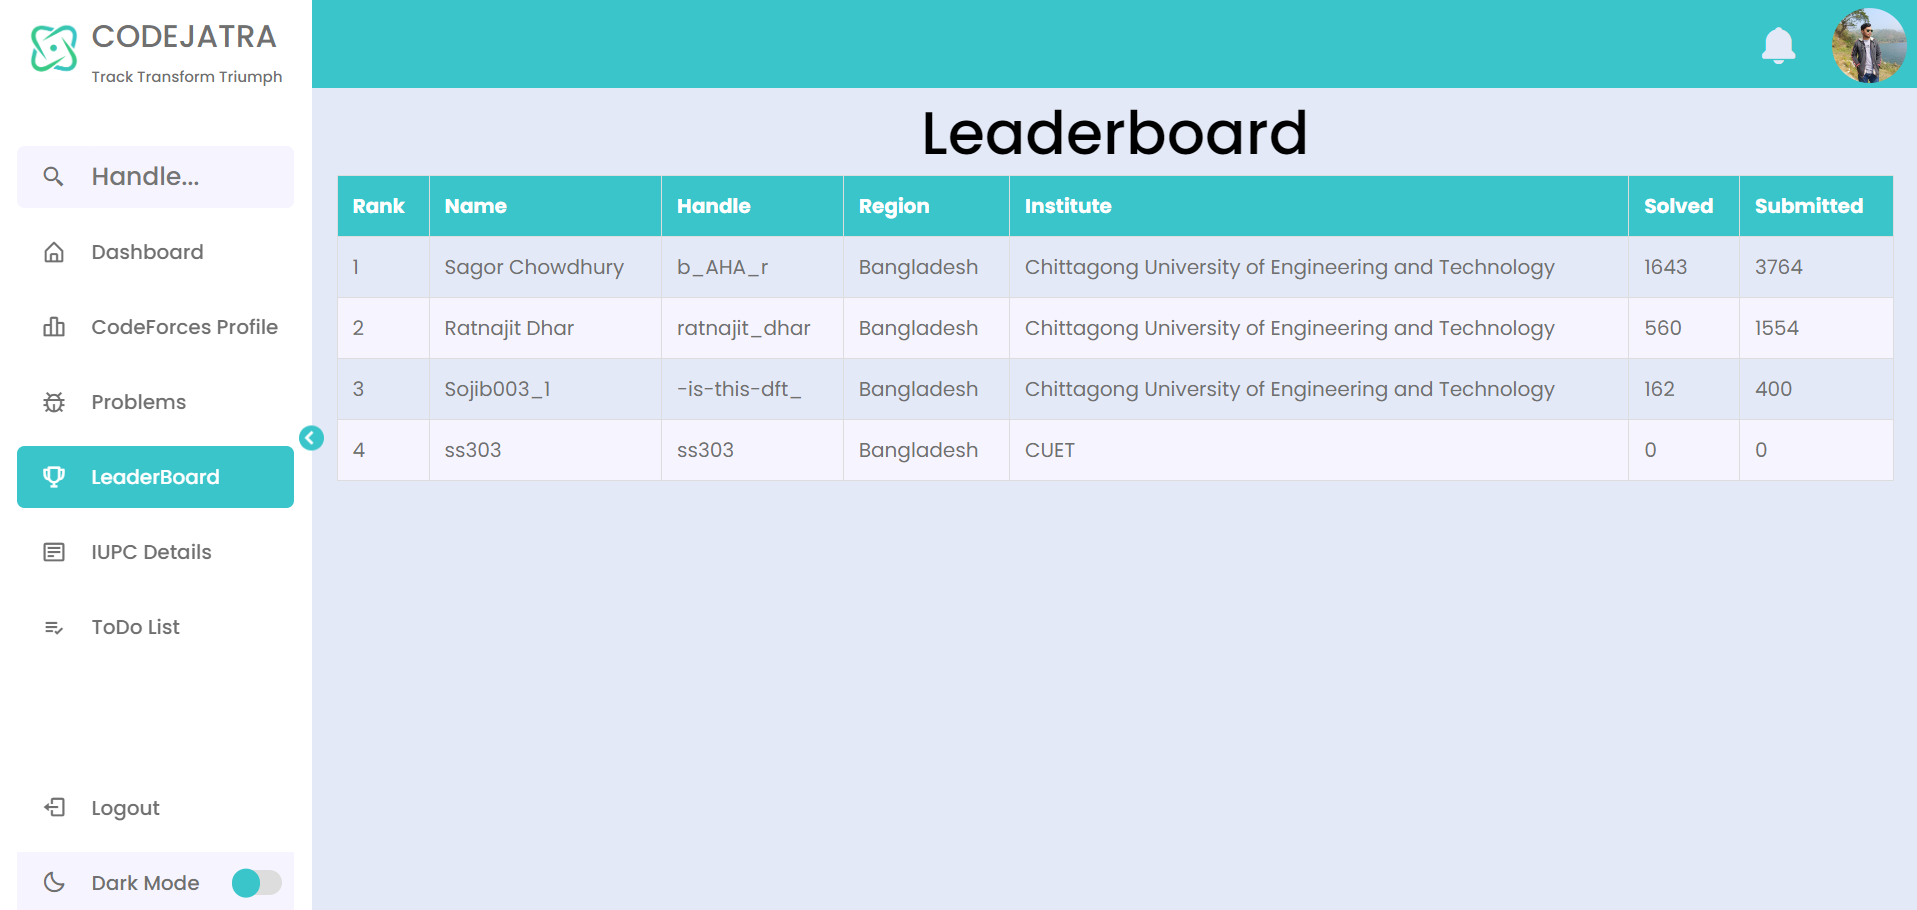 CODEJATRA
Track Transform Triumph
Handle...
Dashboard
CodeForces Profile
Problems
LeaderBoard
IUPC Details
ToDo List
Logout
Dark Mode
Leaderboard
Rank Name Handle Region Institute Solved Submitted
1 Sagor Chowdhury b_AHA_r Bangladesh Chittagong University of Engineering and Technology 1643 3764
2 Ratnajit Dhar ratnajit_dhar Bangladesh Chittagong University of Engineering and Technology 560 1554
3 Sojib003_1 -is-this-dft_ Bangladesh Chittagong University of Engineering and Technology 162 400
4 ss303 ss303 Bangladesh CUET 0 0